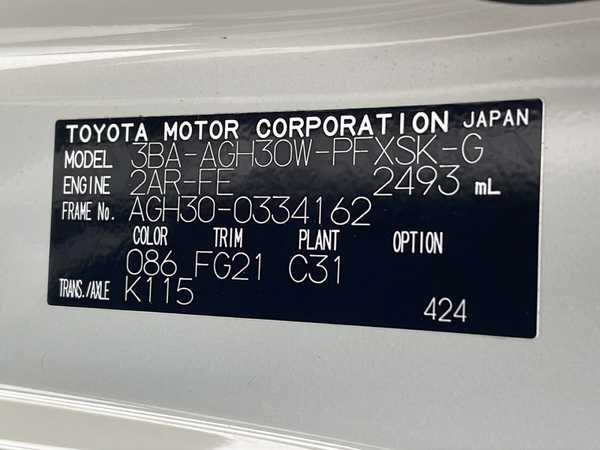 TOYOTA MOTOR CORPORATION JAPAN
MODEL 3BA-AGH30W-PFXSK-G
ENGINE 2AR-FE 2493 mL
FRAME No. AGH30-0334162
COLOR TRIM PLANT OPTION
086 FG21 C31
TRANS./AXLE K115
424